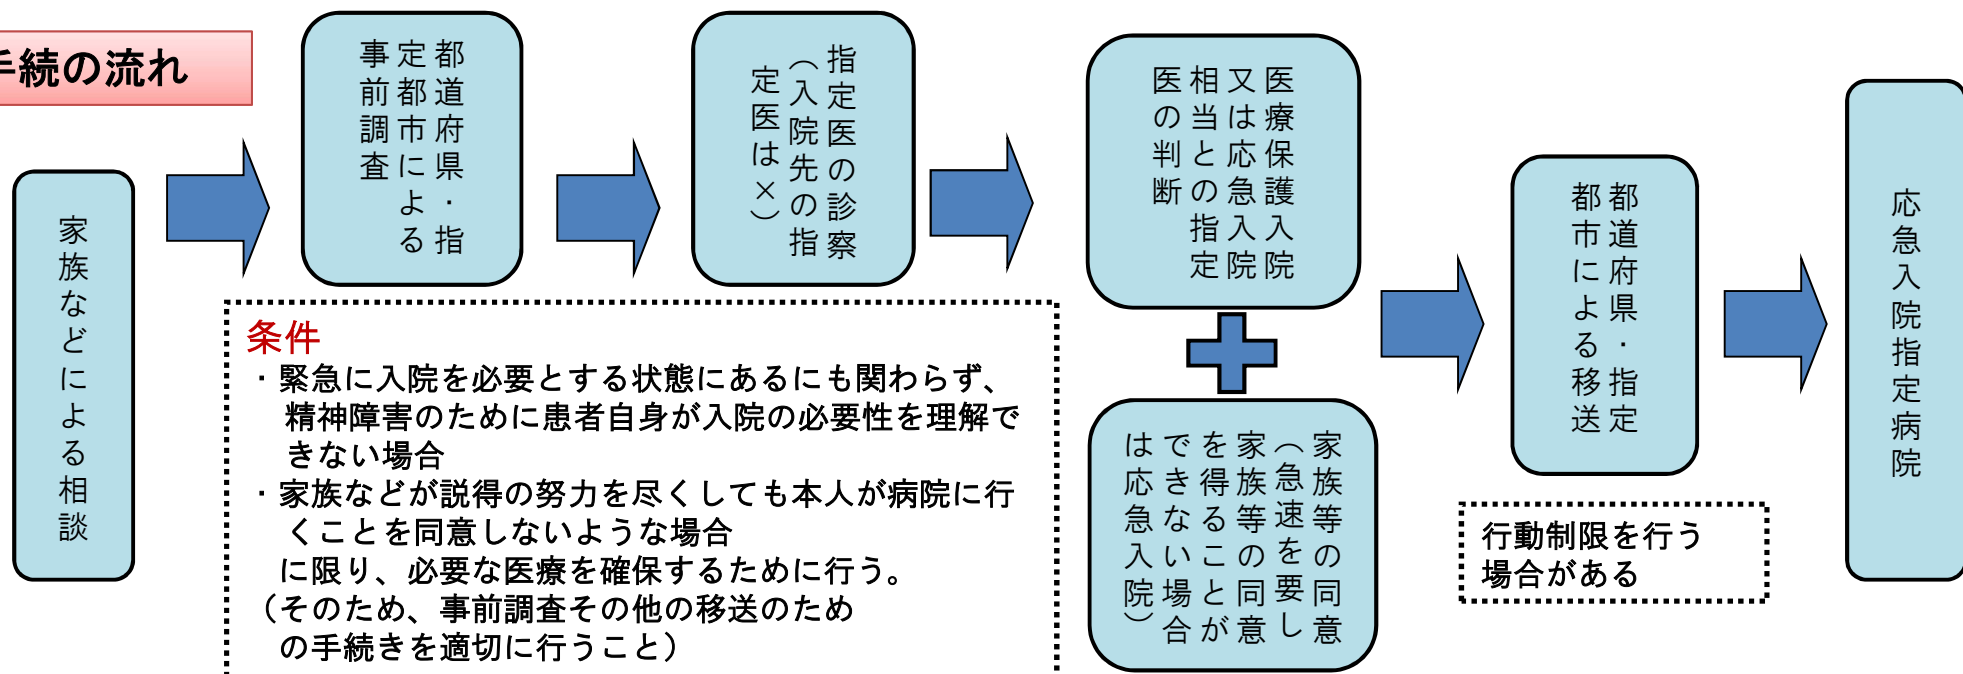 手続の流れ
家族などによる相談
都道府県・指
定都市による
事前調査
指定医の診察
（入院先の指
定医は×）
医療保護入院
又は応急入院
相当との指定
医の判断
家族等の同意
（急速を要し
家族等の同意
を得ることが
できない場合
は応急入院）
都道府県・指定
都市による移送
応急入院指定病院
条件
・緊急に入院を必要とする状態にあるにも関わらず、
精神障害のために患者自身が入院の必要性を理解で
きない場合
・家族などが説得の努力を尽くしても本人が病院に行
くことを同意しないような場合
に限り、必要な医療を確保するために行う。
（そのため、事前調査その他の移送のため
の手続きを適切に行うこと）
行動制限を行う
場合がある